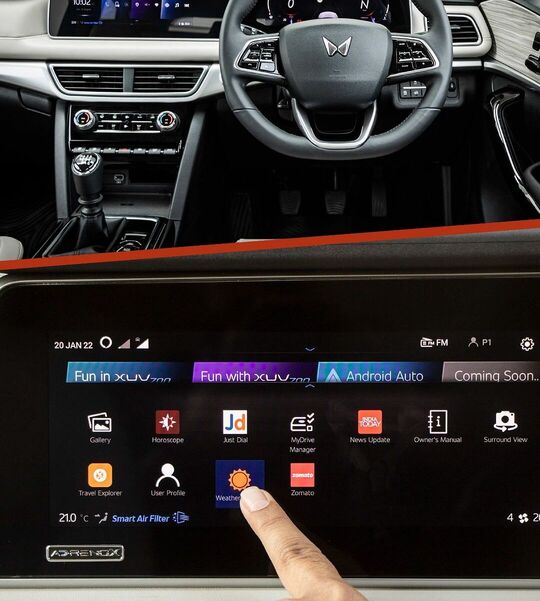 10:02
20 JAN 22
FM
P1
Fun in XUV700
Fun with XUV700
Android Auto
Coming Soon..
Gallery
Horoscope
Jd
Just Dial
MyDrive
Manager
INDIA
TODAY
News Update
i
Owner's Manual
Surround View
Travel Explorer
User Profile
Weather
zomato
Zomato
21.0 °C
Smart Air Filter
4
ADRENOX